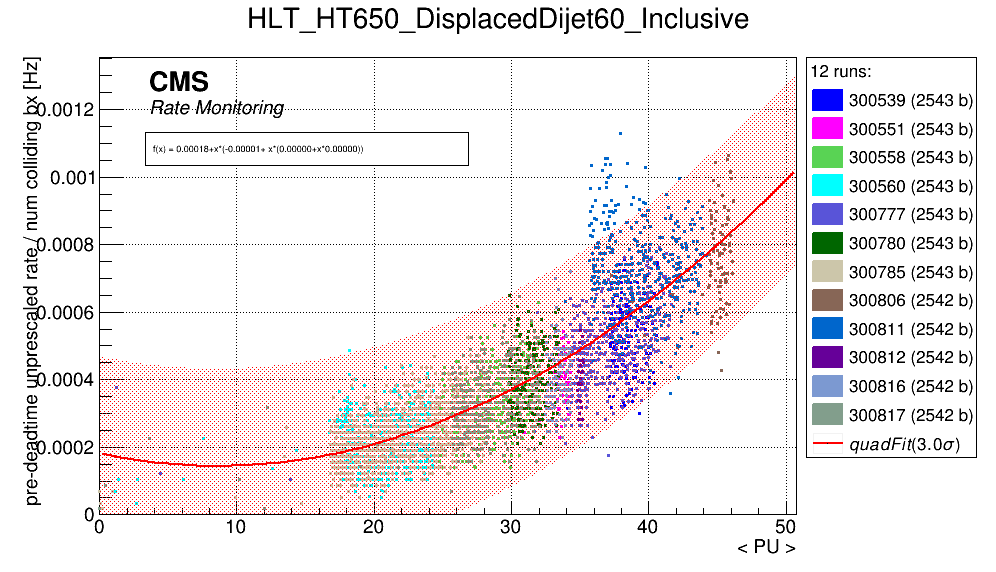 HLT_HT650_DisplacedDijet60_Inclusive
pre-deadtime unprescaled rate / num colliding bx [Hz]
CMS
Rate Monitoring
f(x) = 0.00018+x*(-0.00001+ x*(0.00000+x*0.00000))
0.0012
0.001
0.0008
0.0006
0.0004
0.0002
0
0 10 20 30 40 50
< PU >
12 runs:
300539 (2543 b)
300551 (2543 b)
300558 (2543 b)
300560 (2543 b)
300777 (2543 b)
300780 (2543 b)
300785 (2543 b)
300806 (2542 b)
300811 (2542 b)
300812 (2542 b)
300816 (2542 b)
300817 (2542 b)
quadFit(3.0σ)